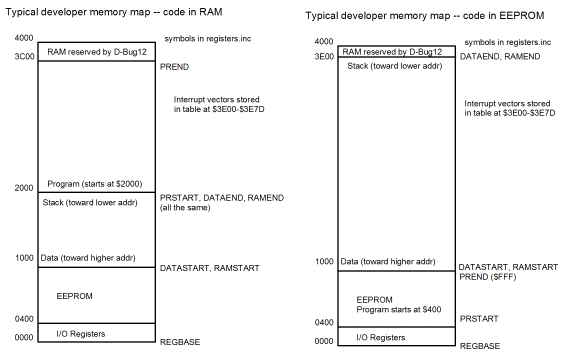 Typical developer memory map -- code in RAM
4000
symbols in registers.inc
RAM reserved by D-Bug12
3C00
PREND
Interrupt vectors stored
in table at $3E00-$3E7D
Program (starts at $2000)
2000
PRSTART, DATAEND, RAMEND
(all the same)
Stack (toward lower addr)
1000
Data (toward higher addr)
DATASTART, RAMSTART
EEPROM
0400
I/O Registers
0000
REGBASE
Typical developer memory map -- code in EEPROM
4000
symbols in registers.inc
RAM reserved by D-Bug12
3E00
DATAEND, RAMEND
Stack (toward lower addr)
Interrupt vectors stored
in table at $3E00-$3E7D
1000
Data (toward higher addr)
DATASTART, RAMSTART
PREND ($FFF)
EEPROM
Program starts at $400
PRSTART
0400
I/O Registers
0000
REGBASE